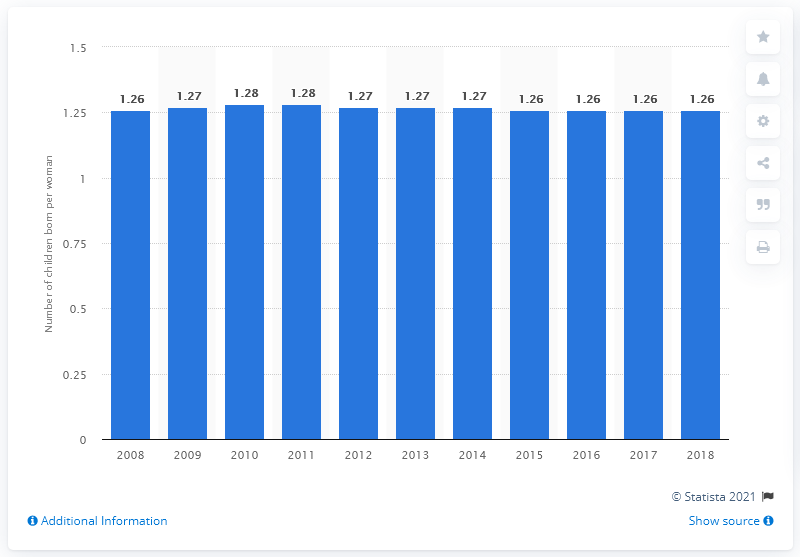 Number of children born per woman
1.5
1.25
1
0.75
0.5
0.25
0
1.26 1.27 1.28 1.28 1.27 1.27 1.27 1.26 1.26 1.26 1.26
2008 2009 2010 2011 2012 2013 2014 2015 2016 2017 2018
© Statista 2021
Additional Information Show source